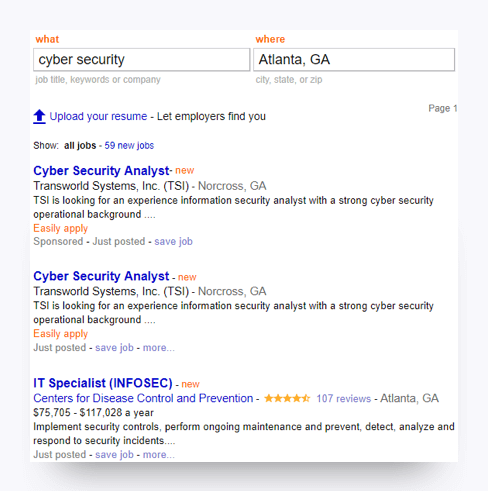 what where
cyber security Atlanta, GA
job title, keywords or company city, state, or zip
Page 1
Upload your resume - Let employers find you
Show: all jobs - 59 new jobs
Cyber Security Analyst- new
Transworld Systems, Inc. (TSI) - Norcross, GA
TSI is looking for an experience information security analyst with a strong cyber security
operational background ....
Easily apply
Sponsored - Just posted - save job
Cyber Security Analyst - new
Transworld Systems, Inc. (TSI) - Norcross, GA
TSI is looking for an experience information security analyst with a strong cyber security
operational background ....
Easily apply
Just posted - save job - more...
IT Specialist (INFOSEC) - new
Centers for Disease Control and Prevention - 107 reviews - Atlanta, GA
$75,705 - $117,028 a year
Implement security controls, perform ongoing maintenance and prevent, detect, analyze and
respond to security incidents....
Just posted - save job - more...